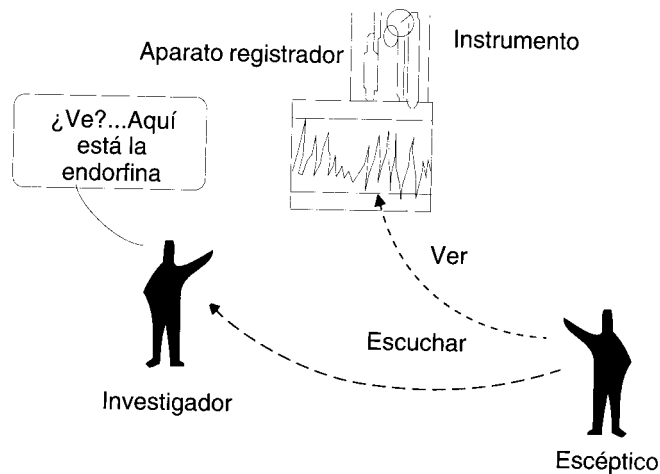 Aparato registrador
Instrumento
¿Ve?...Aquí
está la
endorfina
Ver
Escuchar
Investigador
Escéptico